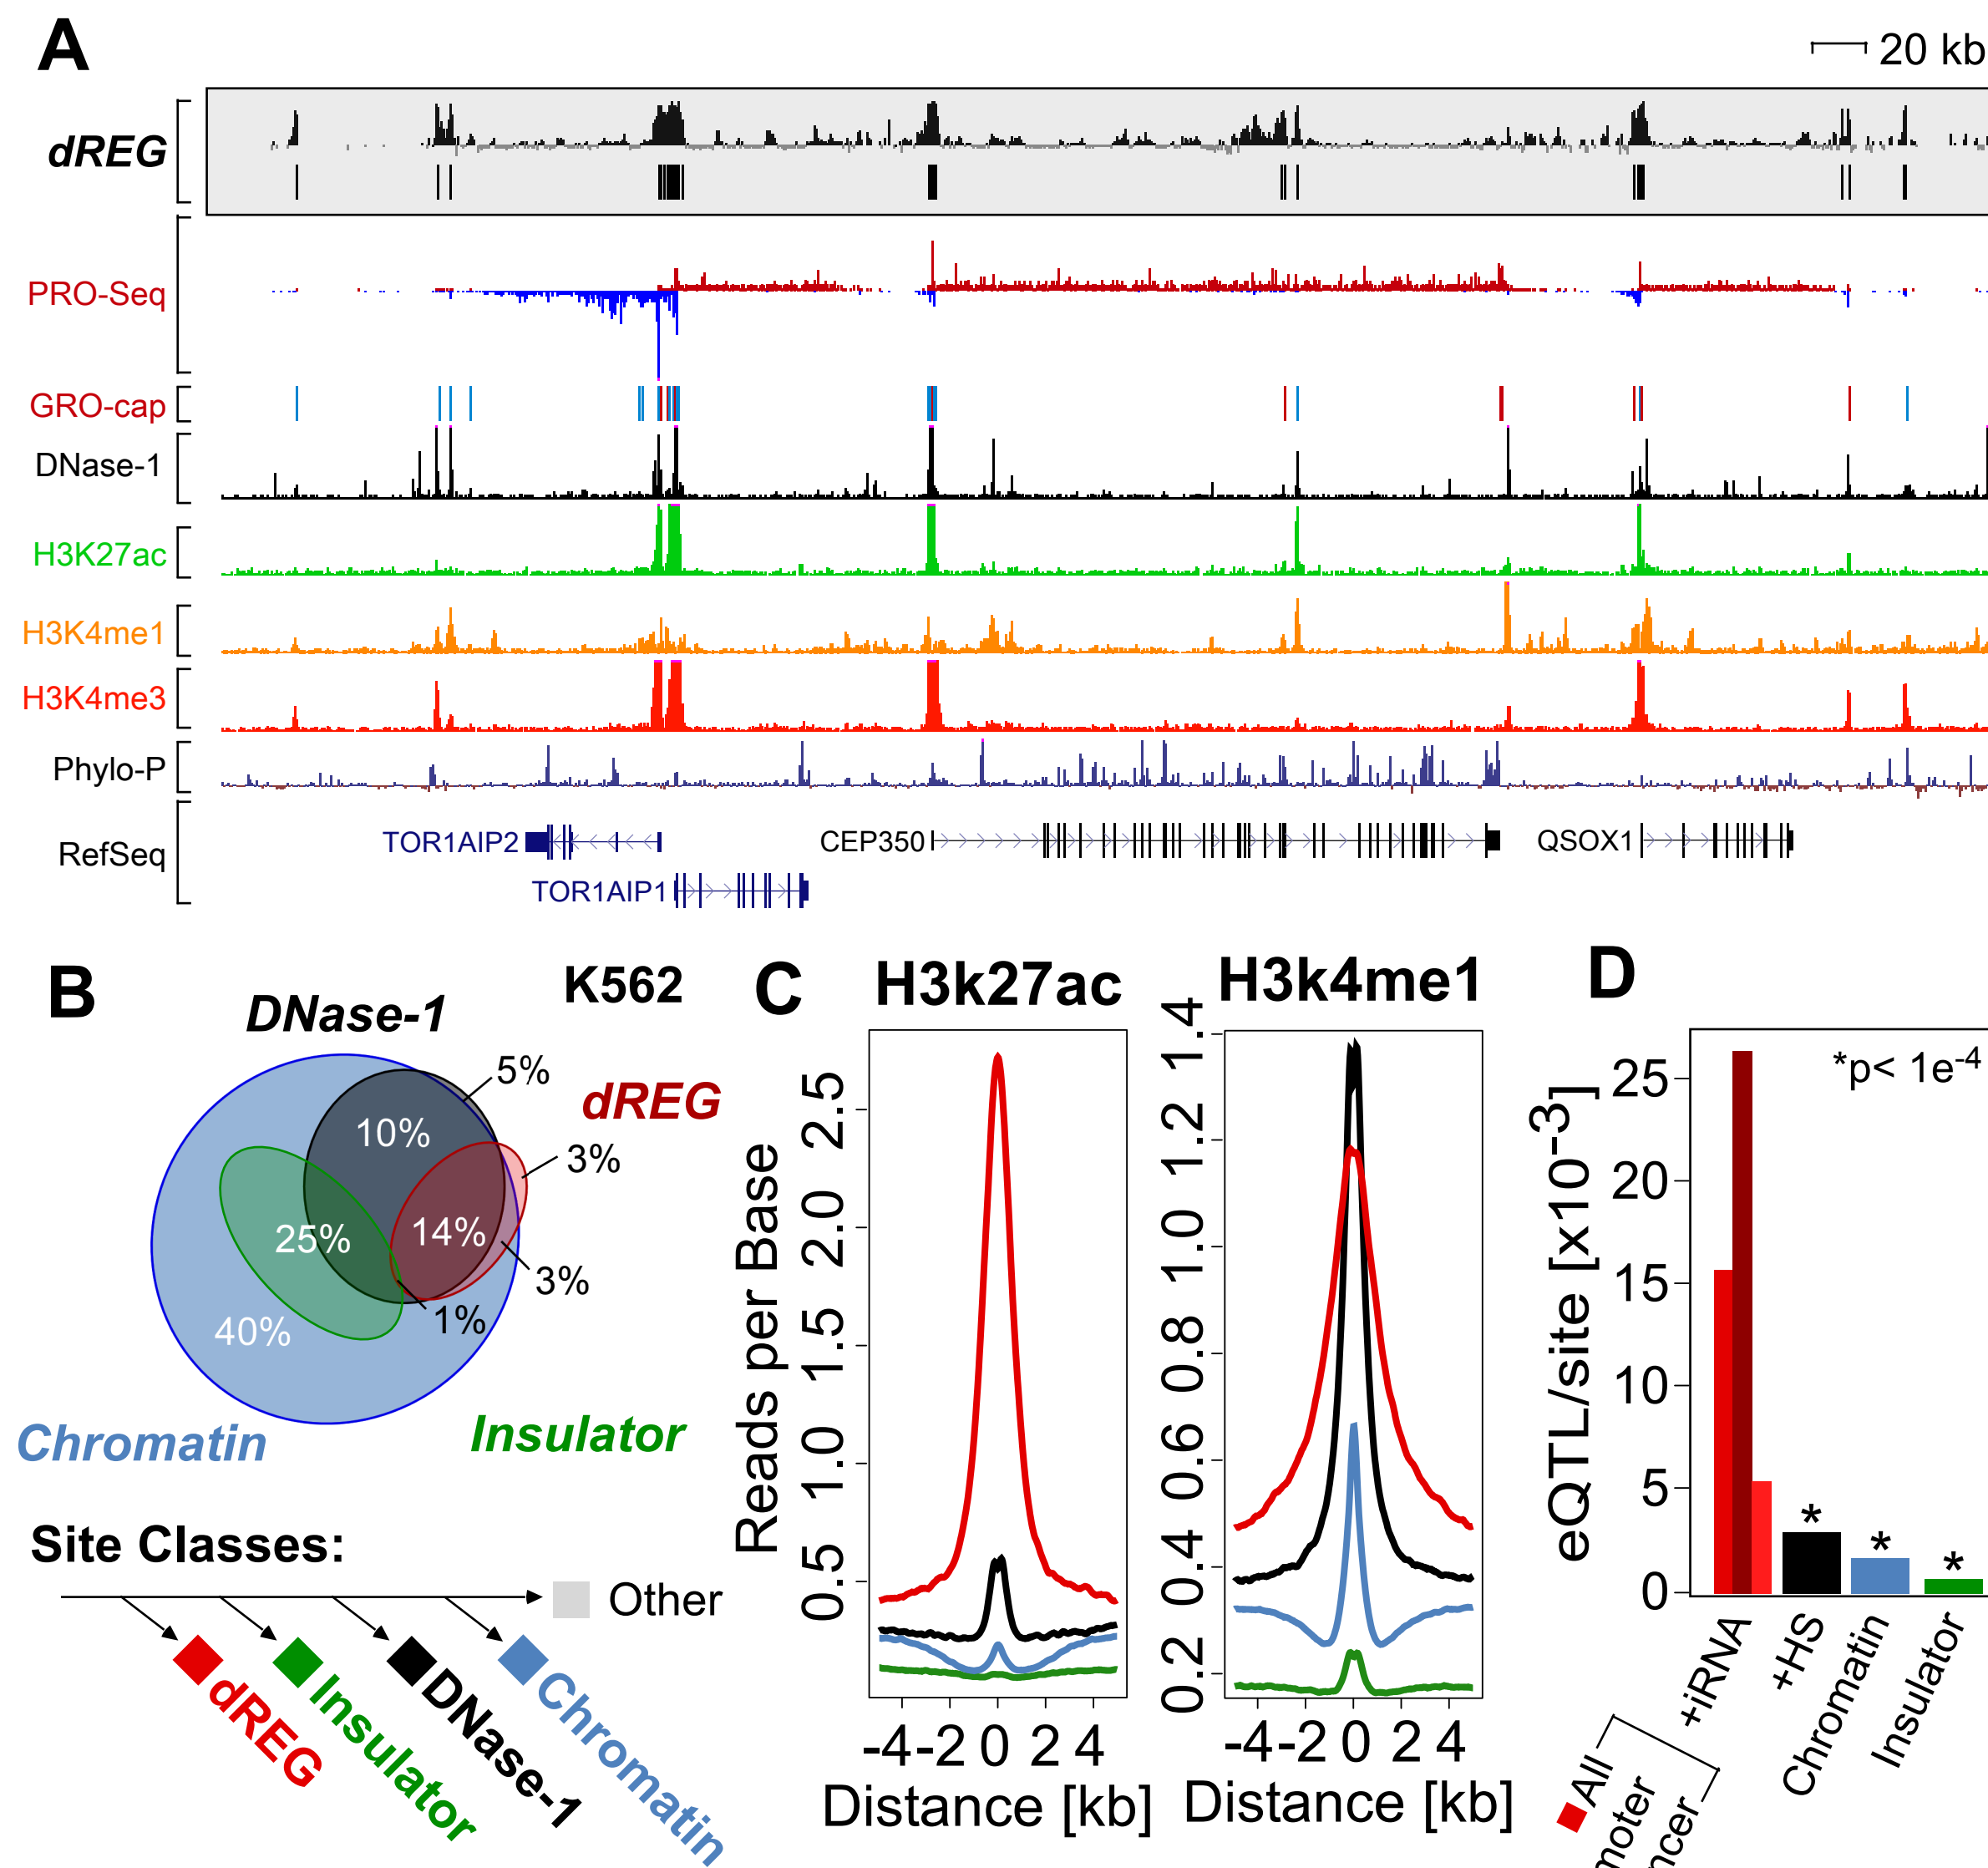 A
20 kb
dREG
PRO-Seq
GRO-cap
DNase-1
H3K27ac
H3K4me1
H3K4me3
Phylo-P
RefSeq
TOR1AIP2
CEP350
QSOX1
TOR1AIP1
B
K562
DNase-1
5%
dREG
10%
3%
25%
14%
3%
1%
40%
Chromatin
Insulator
Site Classes:
Other
dREG
Insulator
DNase-1
Chromatin
C
H3k27ac
H3k4me1
Reads per Base
2.5
2.0
1.5
1.0
0.5
-4 -2 0 2 4
Distance [kb]
1.4
1.2
1.0
0.8
0.6
0.4
0.2
-4 -2 0 2 4
Distance [kb]
D
*p< 1e-4
eQTL/site [x10-3]
25
20
15
10
5
0
*
*
*
+iRNA
+HS
Chromatin
Insulator
All
moter
ncer